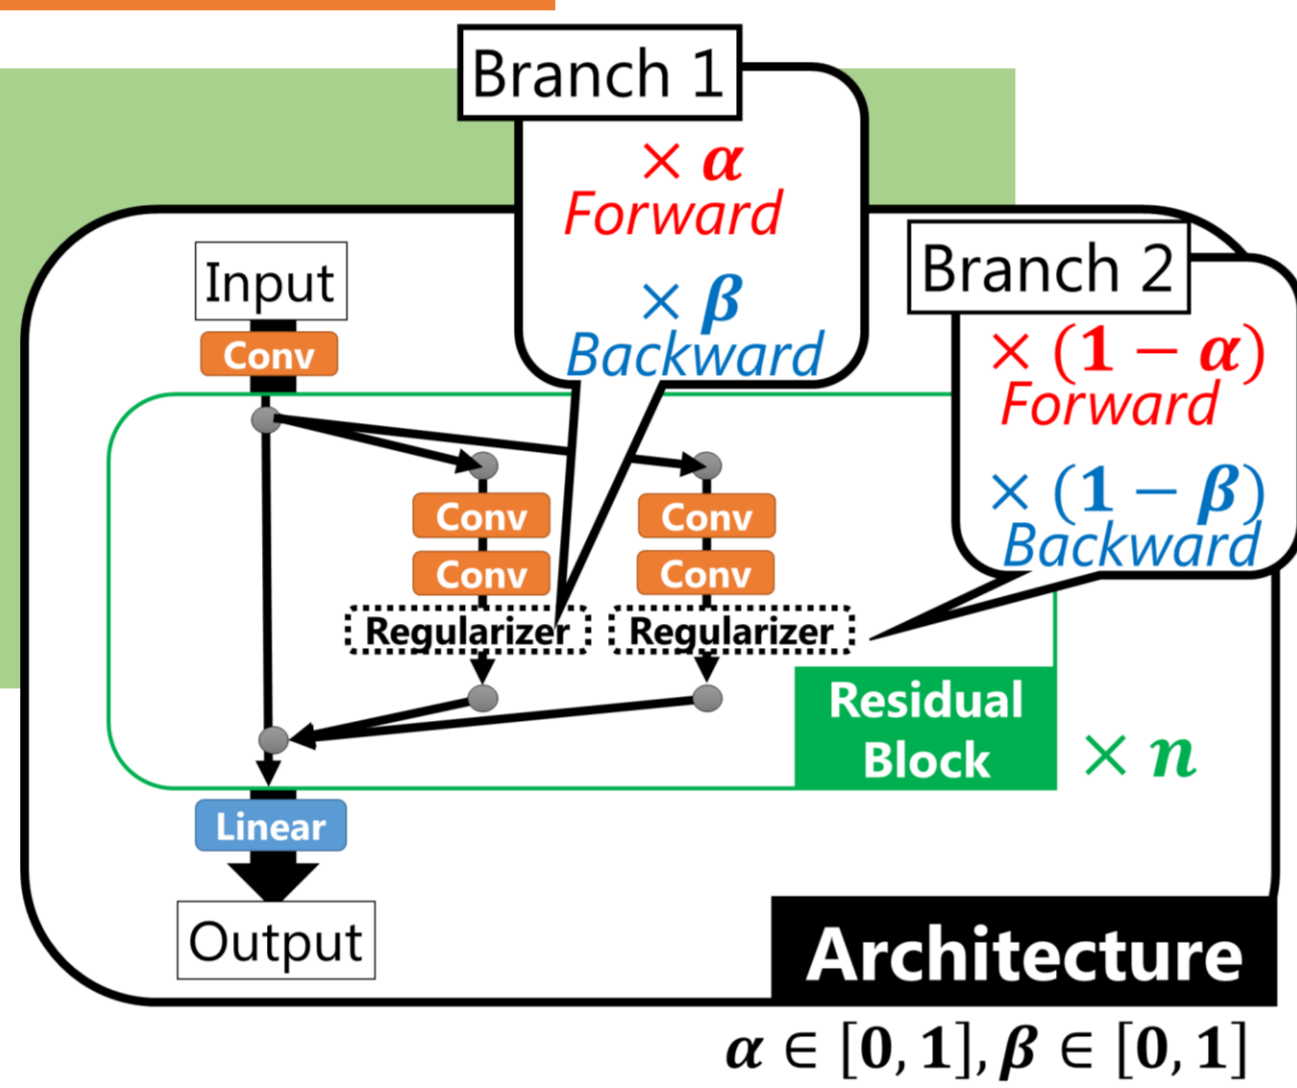 Branch 1
× α
Forward
× β
Backward
Branch 2
× (1 − α)
Forward
× (1 − β)
Backward
Input
Conv
Conv
Conv
Conv
Conv
Regularizer
Regularizer
Residual
Block
× n
Linear
Output
Architecture
α ∈ [0, 1], β ∈ [0, 1]